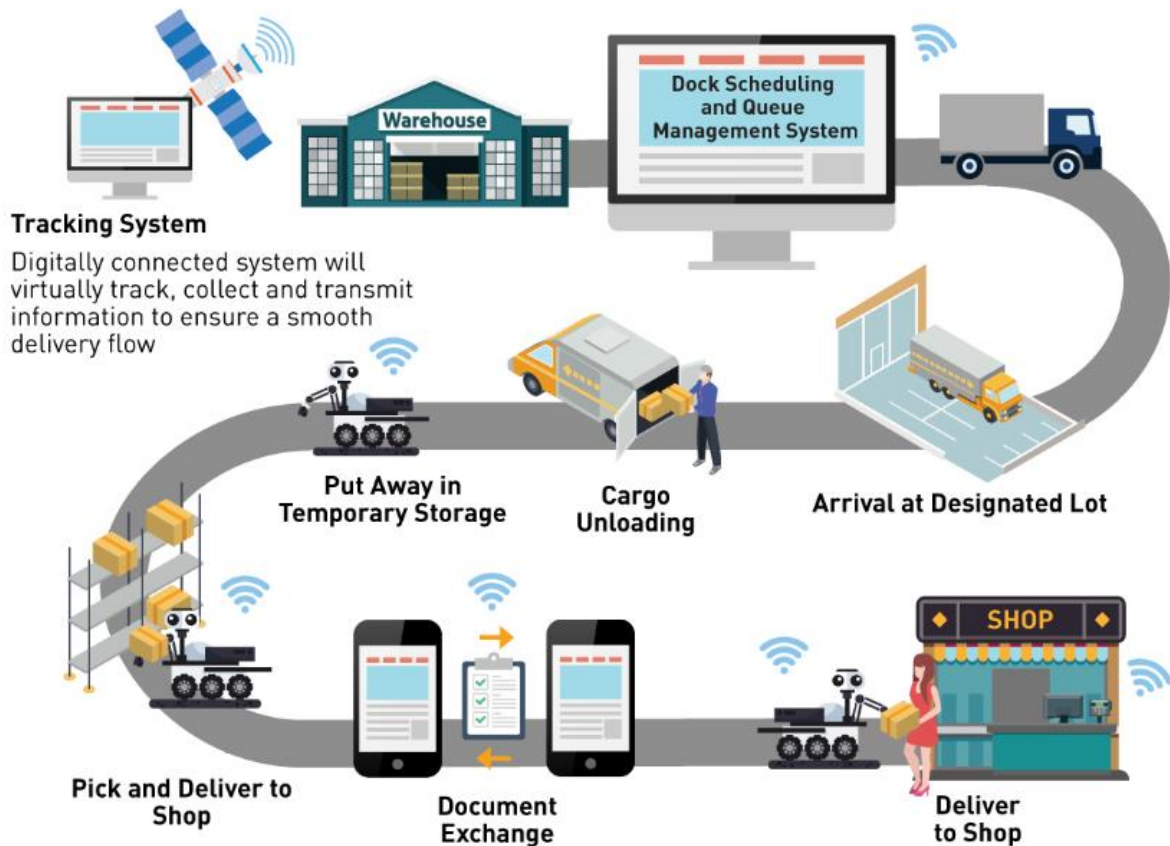 Warehouse
Dock Scheduling
and Queue
Management System
Tracking System
Digitally connected system will
virtually track, collect and transmit
information to ensure a smooth
delivery flow
Arrival at Designated Lot
Cargo
Unloading
Put Away in
Temporary Storage
Pick and Deliver to
Shop
Document
Exchange
SHOP
Deliver
to Shop